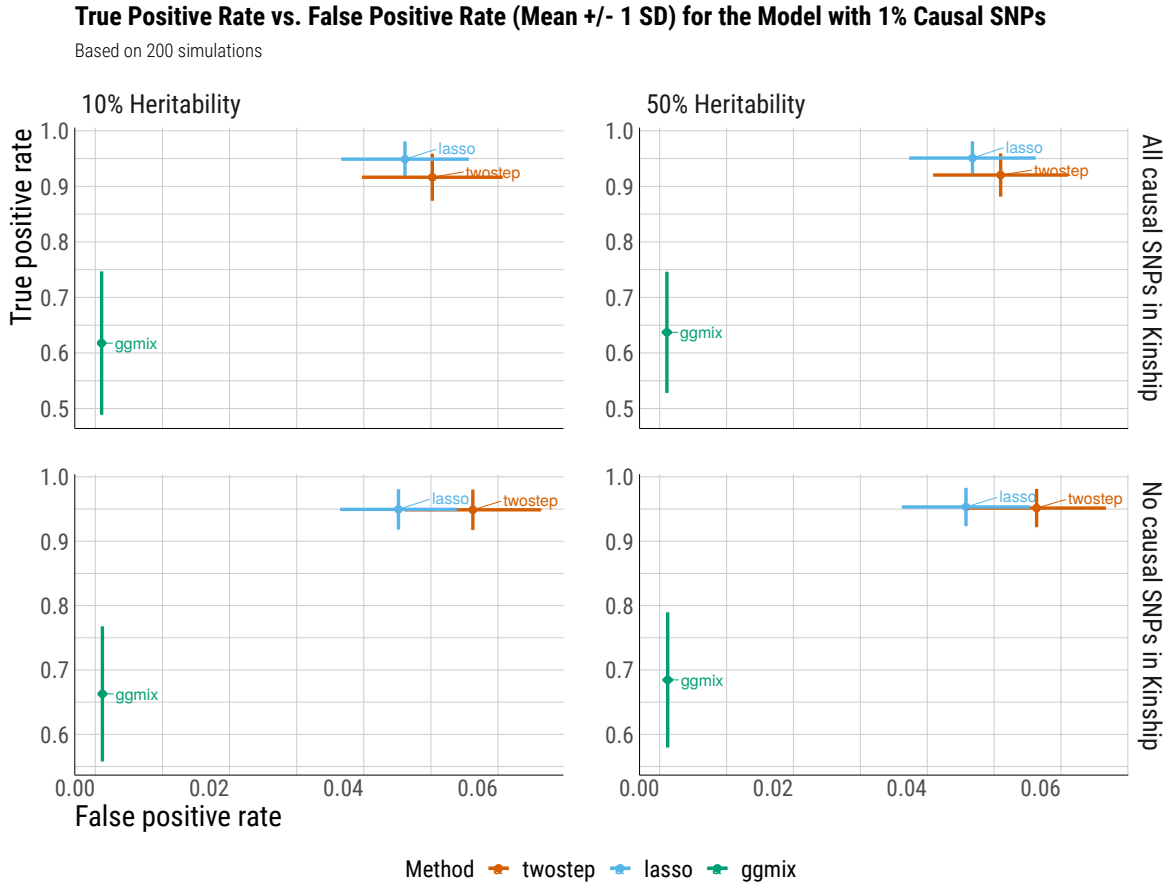 True Positive Rate vs. False Positive Rate (Mean +/- 1 SD) for the Model with 1% Causal SNPs
Based on 200 simulations
10% Heritability
50% Heritability
True positive rate
1.0
0.9
0.8
0.7
0.6
0.5
lasso
twostep
ggmix
1.0
0.9
0.8
0.7
0.6
0.5
lasso
twostep
ggmix
All causal SNPs in Kinship
1.0
0.9
0.8
0.7
0.6
lasso
twostep
ggmix
1.0
0.9
0.8
0.7
0.6
lasso
twostep
ggmix
No causal SNPs in Kinship
0.00 0.02 0.04 0.06
0.00 0.02 0.04 0.06
False positive rate
Method twostep lasso ggmix